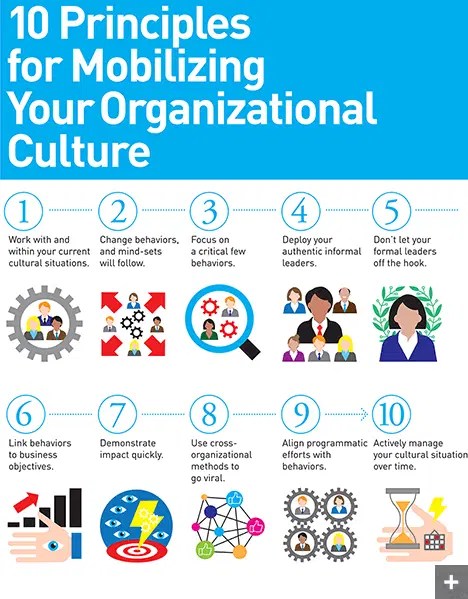 10 Principles
for Mobilizing
Your Organizational
Culture
1
Work with and
within your current
cultural situations.
2
Change behaviors,
and mind-sets
will follow.
3
Focus on
a critical few
behaviors.
4
Deploy your
authentic informal
leaders.
5
Don’t let your
formal leaders
off the hook.
6
Link behaviors
to business
objectives.
7
Demonstrate
impact quickly.
8
Use cross-
organizational
methods to
go viral.
9
Align programmatic
efforts with
behaviors.
10
Actively manage
your cultural situation
over time.